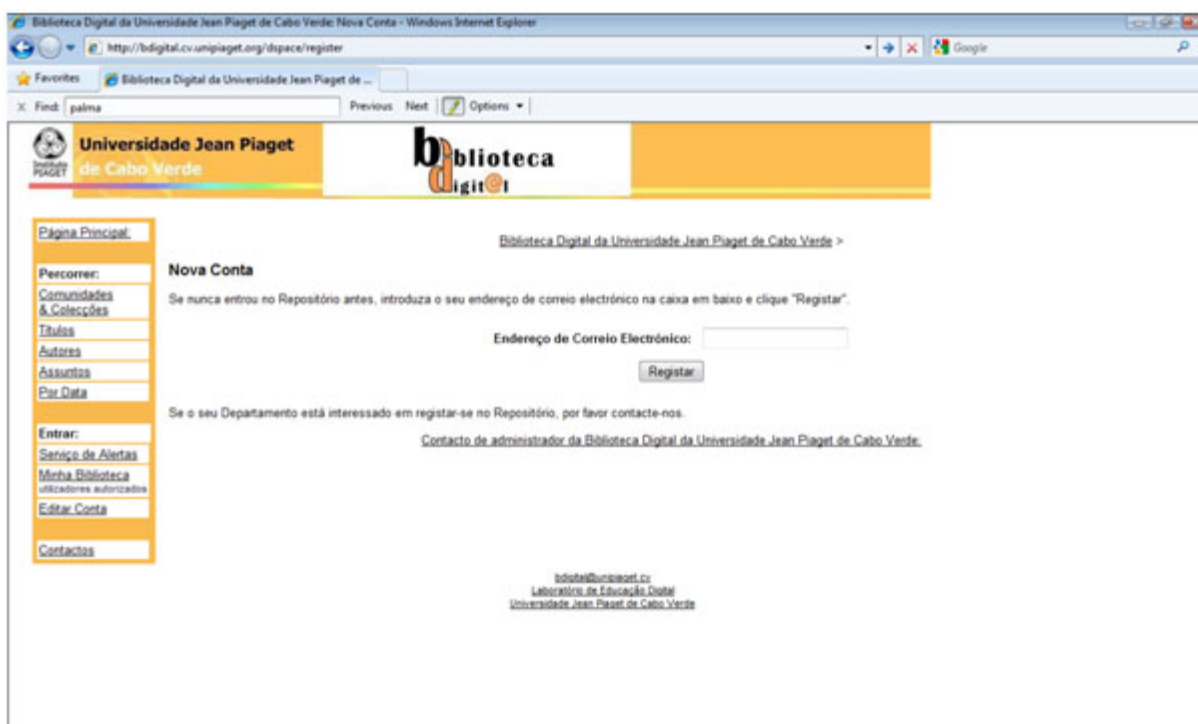 Biblioteca Digital da Universidade Jean Piaget de Cabo Verde: Nova Conta - Windows Internet Explorer
http://bdigital.cv.unipiaget.org/dspace/register
Google
Favorites
Biblioteca Digital da Universidade Jean Piaget de ...
x Find: palma Previous Next Options
Instituto PIAGET
Universidade Jean Piaget
de Cabo Verde
biblioteca
digit@l
Página Principal:
Biblioteca Digital da Universidade Jean Piaget de Cabo Verde >
Percorrer:
Comunidades
& Colecções
Títulos
Autores
Assuntos
Por Data
Nova Conta
Se nunca entrou no Repositório antes, introduza o seu endereço de correio electrónico na caixa em baixo e clique "Registar".
Endereço de Correio Electrónico:
Registar
Se o seu Departamento está interessado em registar-se no Repositório, por favor contacte-nos.
Contacto de administrador da Biblioteca Digital da Universidade Jean Piaget de Cabo Verde:
Entrar:
Serviço de Alertas
Minha Biblioteca
utilizadores autorizados
Editar Conta
Contactos
bdigital@unipiaget.cv
Laboratório de Educação Digital
Universidade Jean Piaget de Cabo Verde